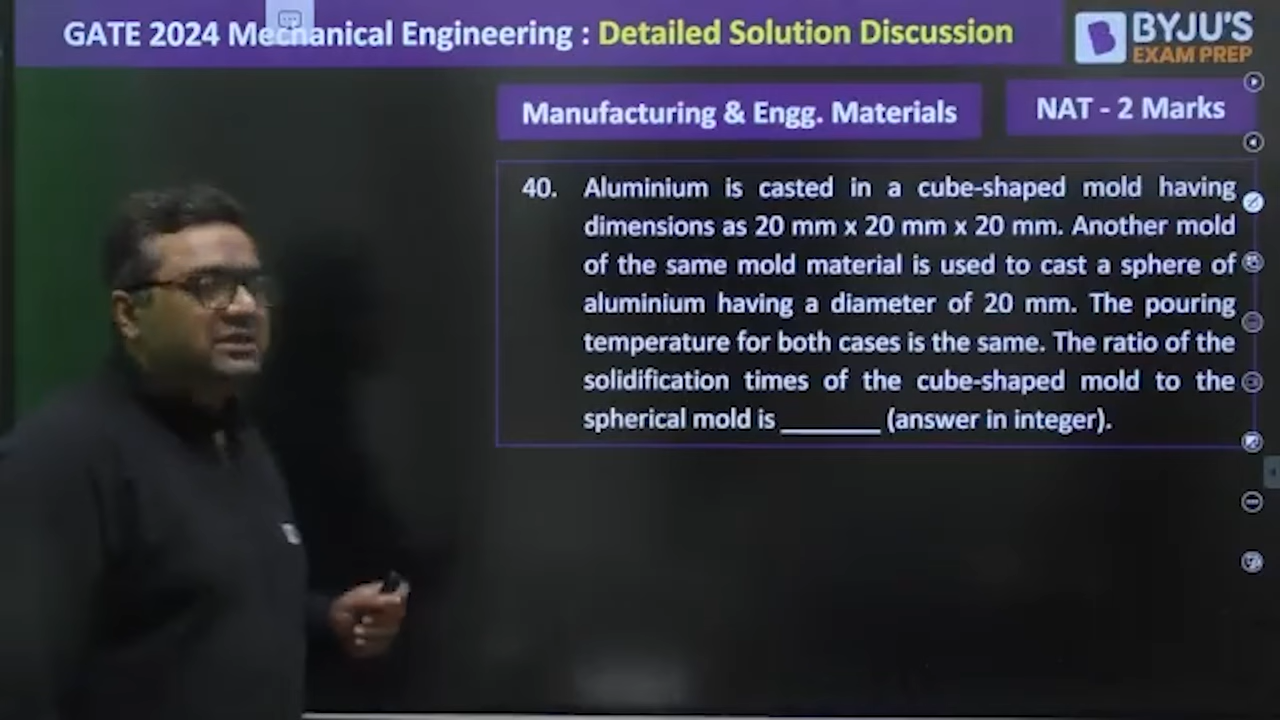 GATE 2024 Mechanical Engineering : Detailed Solution Discussion
BYJU'S
EXAM PREP
Manufacturing & Engg. Materials
NAT - 2 Marks
40. Aluminium is casted in a cube-shaped mold having
dimensions as 20 mm x 20 mm x 20 mm. Another mold
of the same mold material is used to cast a sphere of
aluminium having a diameter of 20 mm. The pouring
temperature for both cases is the same. The ratio of the
solidification times of the cube-shaped mold to the
spherical mold is _______ (answer in integer).